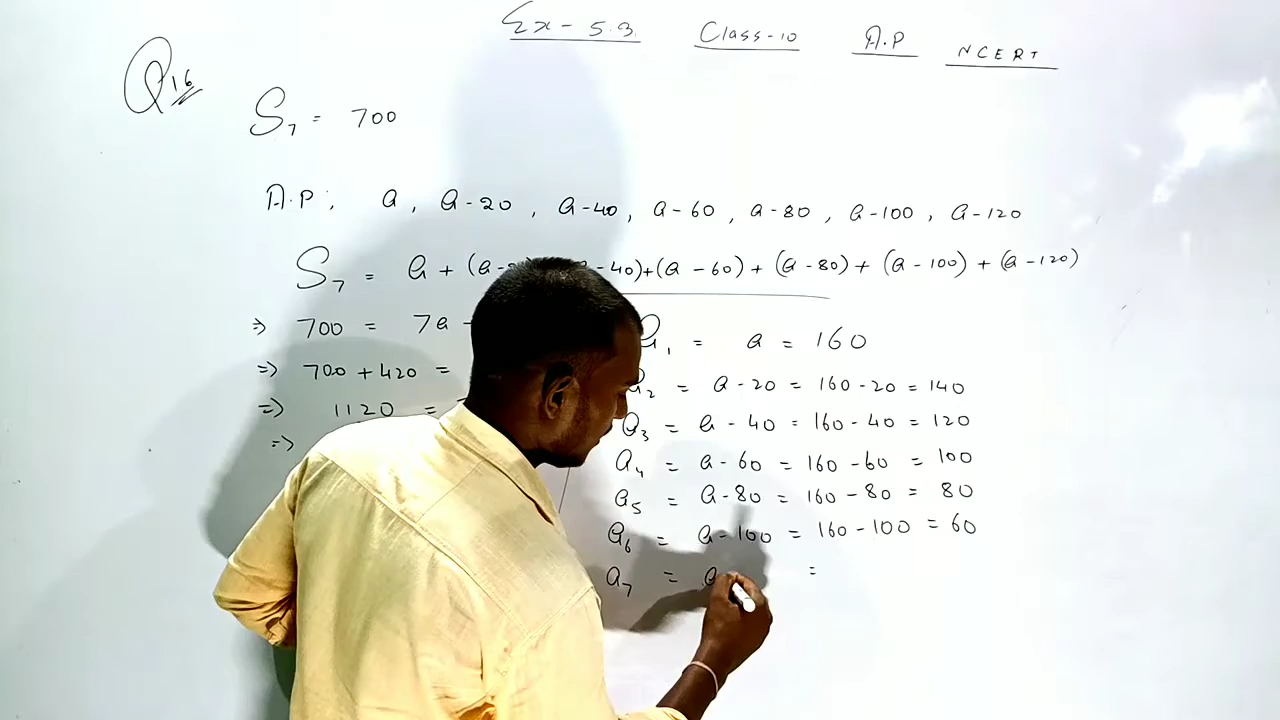 Ex - 5.3. Class-10 A.P NCERT
Q16
S7 = 700
A.P; a, a-20, a-40, a-60, a-80, a-100, a-120
S7 = a + (a-40)+(a-60)+(a-80)+(a-100)+(a-120)
⇒ 700 = 7a
a1 = a = 160
⇒ 700+420 =
a2 = a-20 = 160-20 = 140
⇒ 1120 =
a3 = a-40 = 160-40 = 120
⇒
a4 = a-60 = 160-60 = 100
a5 = a-80 = 160-80 = 80
a6 = a-100 = 160-100 = 60
a7 = a =